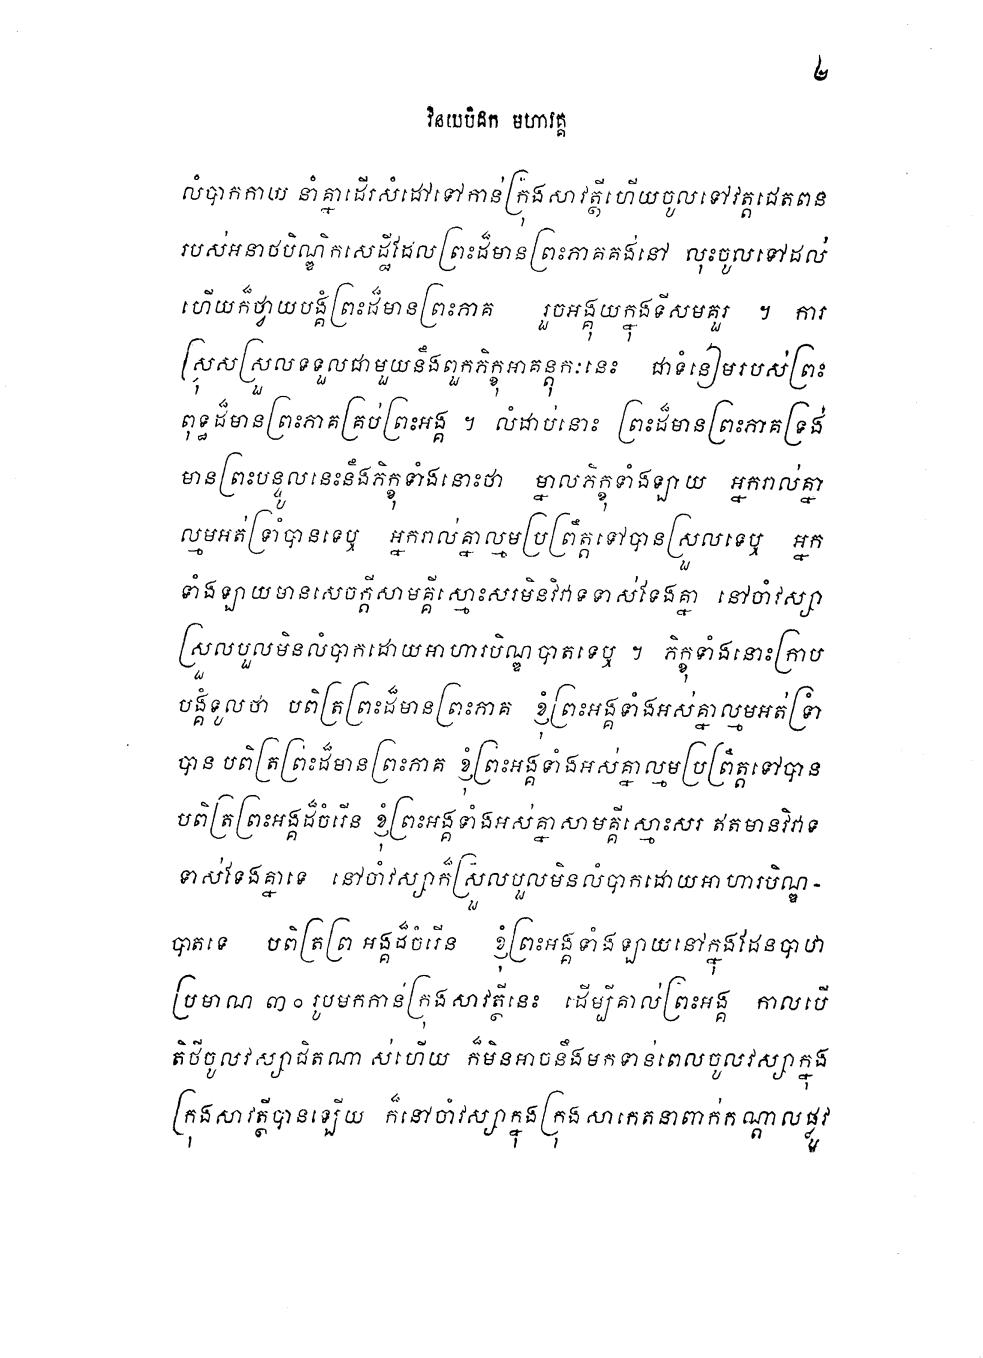 ៤
វិនយបិដក មហាវគ្គ
លំបាកកាយ នាំគ្នាដើរសំដៅទៅកាន់ក្រុងសាវត្ថីហើយចូលទៅវត្តជេតពន
របស់អនាថបិណ្ឌិកសេដ្ឋីដែលព្រះដ៏មានព្រះភាគគង់នៅ លុះចូលទៅដល់
ហើយក៏ថ្វាយបង្គំព្រះដ៏មានព្រះភាគ រួចអង្គុយក្នុងទីសមគួរ ។ ការ
ស្រុសស្រួលទទួលជាមួយនឹងពួកភិក្ខុអាគន្តុកៈនេះ ជាទំនៀមរបស់ព្រះ
ពុទ្ធដ៏មានព្រះភាគគ្រប់ព្រះអង្គ ។ លំដាប់នោះ ព្រះដ៏មានព្រះភាគទ្រង់
មានព្រះបន្ទូលនេះនឹងភិក្ខុទាំងនោះថា ម្នាលភិក្ខុទាំងឡាយ អ្នករាល់គ្នា
ល្មមអត់ទ្រាំបានទេឬ អ្នករាល់គ្នាល្មមប្រព្រឹត្តទៅបានស្រួលទេឬ អ្នក
ទាំងឡាយមានសេចក្តីសាមគ្គីស្មោះសរមិនវិវាទទាស់ទែងគ្នា នៅចាំវស្សា
ស្រួលបួលមិនលំបាកដោយអាហារបិណ្ឌបាតទេឬ ។ ភិក្ខុទាំងនោះក្រាប
បង្គំទូលថា បពិត្រព្រះដ៏មានព្រះភាគ ខ្ញុំព្រះអង្គទាំងអស់គ្នាល្មមអត់ទ្រាំ
បាន បពិត្រព្រះដ៏មានព្រះភាគ ខ្ញុំព្រះអង្គទាំងអស់គ្នាល្មមប្រព្រឹត្តទៅបាន
បពិត្រព្រះអង្គដ៏ចំរើន ខ្ញុំព្រះអង្គទាំងអស់គ្នាសាមគ្គីស្មោះសរ ឥតមានវិវាទ
ទាស់ទែងគ្នាទេ នៅចាំវស្សាក៏ស្រួលបួលមិនលំបាកដោយអាហារបិណ្ឌ-
បាតទេ បពិត្រព្រ អង្គដ៏ចំរើន ខ្ញុំព្រះអង្គទាំងឡាយនៅក្នុងដែនបាឋា
ប្រមាណ ៣០ រូបមកកាន់ក្រុងសាវត្ថីនេះ ដើម្បីគាល់ព្រះអង្គ កាលបើ
តិថីចូលវស្សាជិតណា ស់ហើយ ក៏មិនអាចនឹងមកទាន់ពេលចូលវស្សាក្នុង
ក្រុងសាវត្ថីបានឡើយ ក៏នៅចាំវស្សាក្នុងក្រុងសាកេតនាពាក់កណ្តាលផ្លូវ